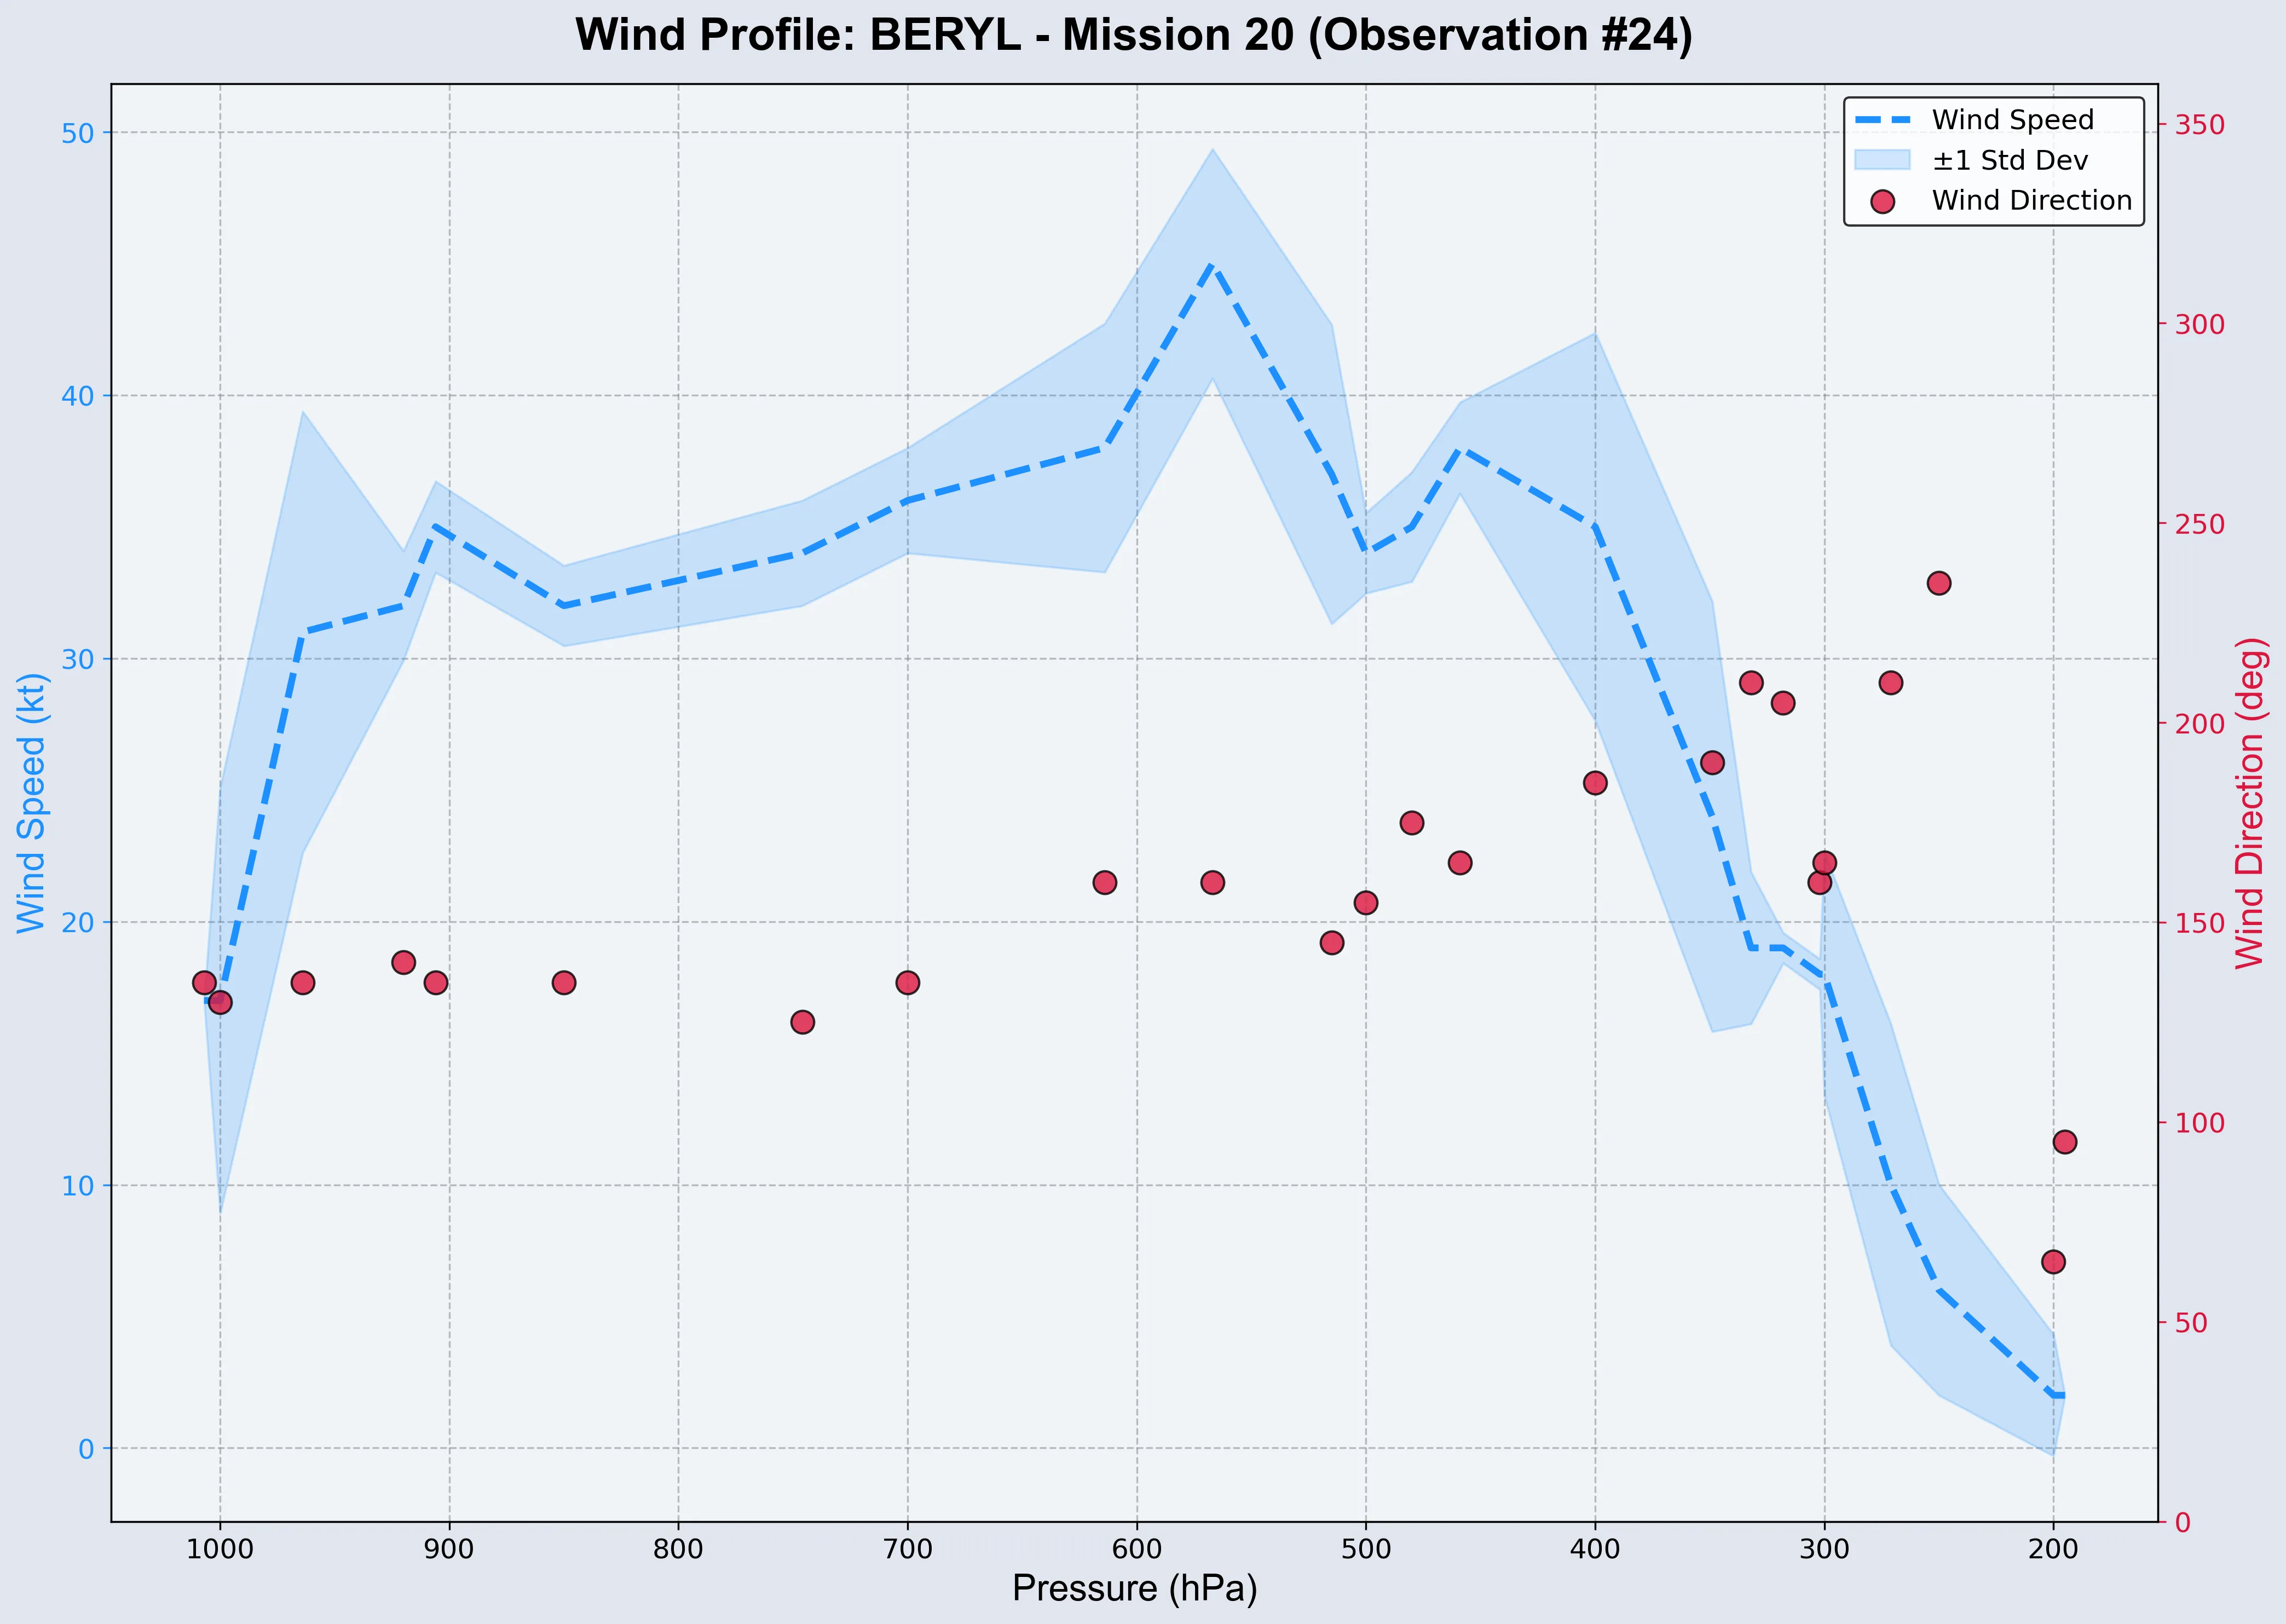 Wind Profile: BERYL - Mission 20 (Observation #24)
Wind Speed
±1 Std Dev
Wind Direction
50
40
30
20
10
0
Wind Speed (kt)
350
300
250
200
150
100
50
0
Wind Direction (deg)
1000 900 800 700 600 500 400 300 200
Pressure (hPa)